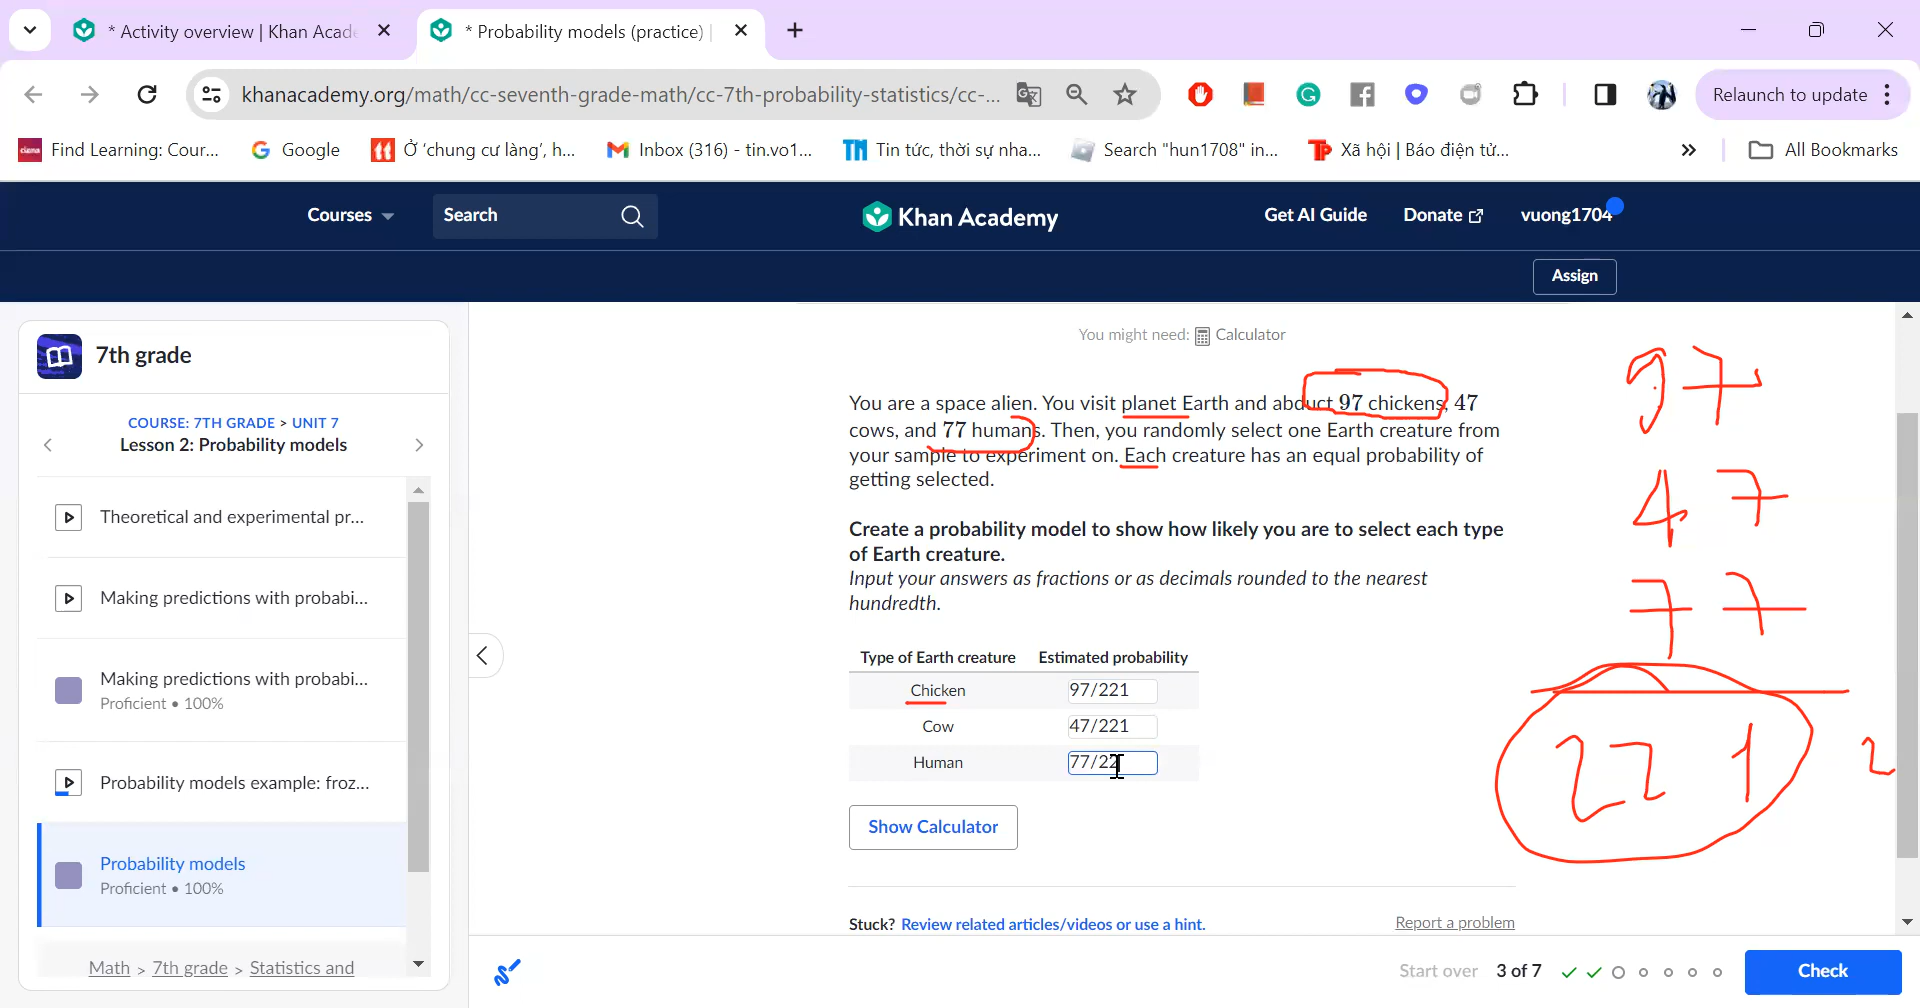 * Activity overview | Khan Acade
* Probability models (practice) |
khanacademy.org/math/cc-seventh-grade-math/cc-7th-probability-statistics/cc-...
Relaunch to update
Find Learning: Cour...
Google
Ở ‘chung cư làng’, h...
Inbox (316) - tin.vo1...
Tin tức, thời sự nha...
Search "hun1708" in...
Xã hội | Báo điện tử...
All Bookmarks
Courses
Search
Khan Academy
Get AI Guide
Donate
vuong1704
Assign
7th grade
COURSE: 7TH GRADE > UNIT 7
Lesson 2: Probability models
Theoretical and experimental pr...
Making predictions with probabi...
Making predictions with probabi...
Proficient • 100%
Probability models example: froz...
Probability models
Proficient • 100%
Math > 7th grade > Statistics and
You might need: Calculator
You are a space alien. You visit planet Earth and abduct 97 chickens, 47
cows, and 77 humans. Then, you randomly select one Earth creature from
your sample to experiment on. Each creature has an equal probability of
getting selected.
Create a probability model to show how likely you are to select each type
of Earth creature.
Input your answers as fractions or as decimals rounded to the nearest
hundredth.
Type of Earth creature Estimated probability
Chicken 97/221
Cow 47/221
Human 77/22
Show Calculator
Stuck? Review related articles/videos or use a hint.
Report a problem
Start over 3 of 7
Check
97
47
77
221
2